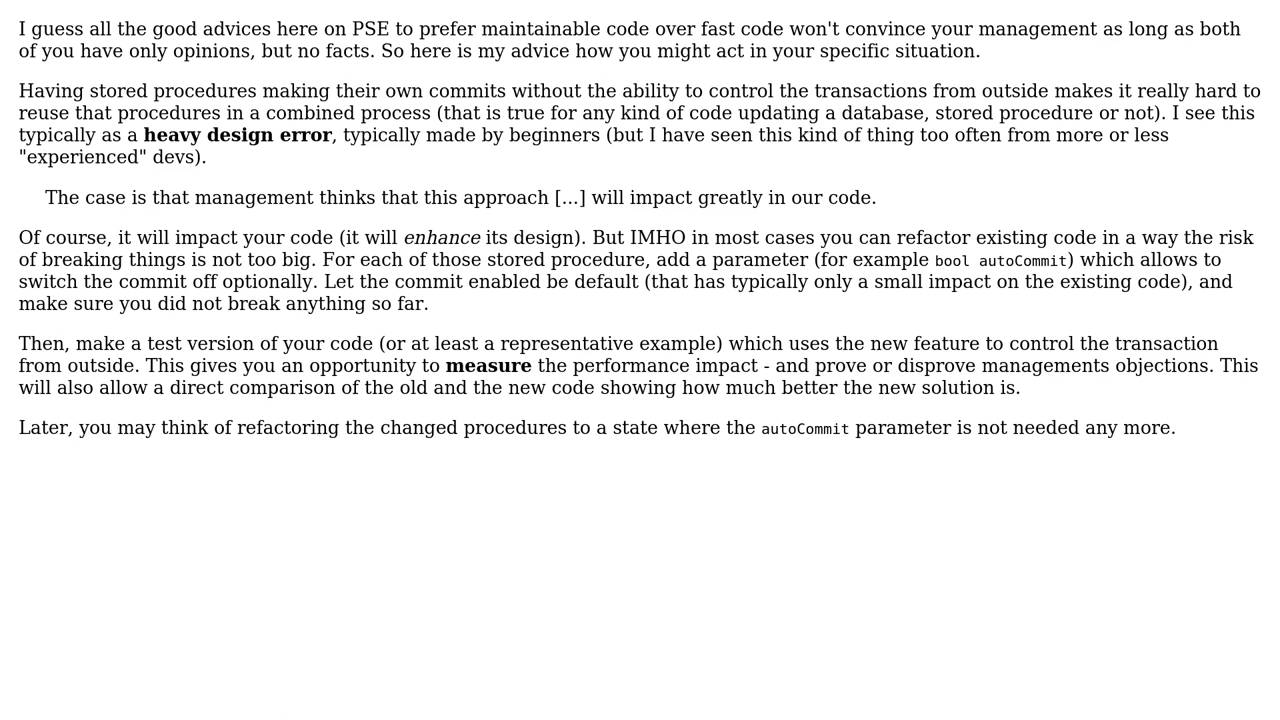 I guess all the good advices here on PSE to prefer maintainable code over fast code won't convince your management as long as both
of you have only opinions, but no facts. So here is my advice how you might act in your specific situation.
Having stored procedures making their own commits without the ability to control the transactions from outside makes it really hard to
reuse that procedures in a combined process (that is true for any kind of code updating a database, stored procedure or not). I see this
typically as a heavy design error, typically made by beginners (but I have seen this kind of thing too often from more or less
"experienced" devs).
The case is that management thinks that this approach [...] will impact greatly in our code.
Of course, it will impact your code (it will enhance its design). But IMHO in most cases you can refactor existing code in a way the risk
of breaking things is not too big. For each of those stored procedure, add a parameter (for example bool autoCommit) which allows to
switch the commit off optionally. Let the commit enabled be default (that has typically only a small impact on the existing code), and
make sure you did not break anything so far.
Then, make a test version of your code (or at least a representative example) which uses the new feature to control the transaction
from outside. This gives you an opportunity to measure the performance impact - and prove or disprove managements objections. This
will also allow a direct comparison of the old and the new code showing how much better the new solution is.
Later, you may think of refactoring the changed procedures to a state where the autoCommit parameter is not needed any more.